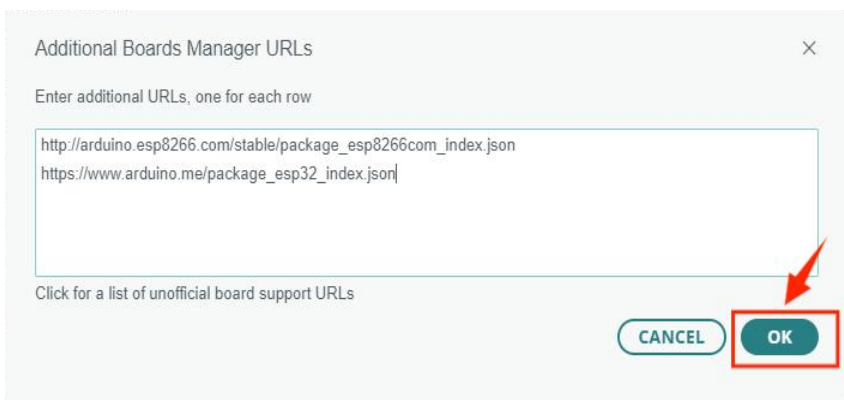 Additional Boards Manager URLs
Enter additional URLs, one for each row
http://arduino.esp8266.com/stable/package_esp8266com_index.json
https://www.arduino.me/package_esp32_index.json
Click for a list of unofficial board support URLs
CANCEL OK